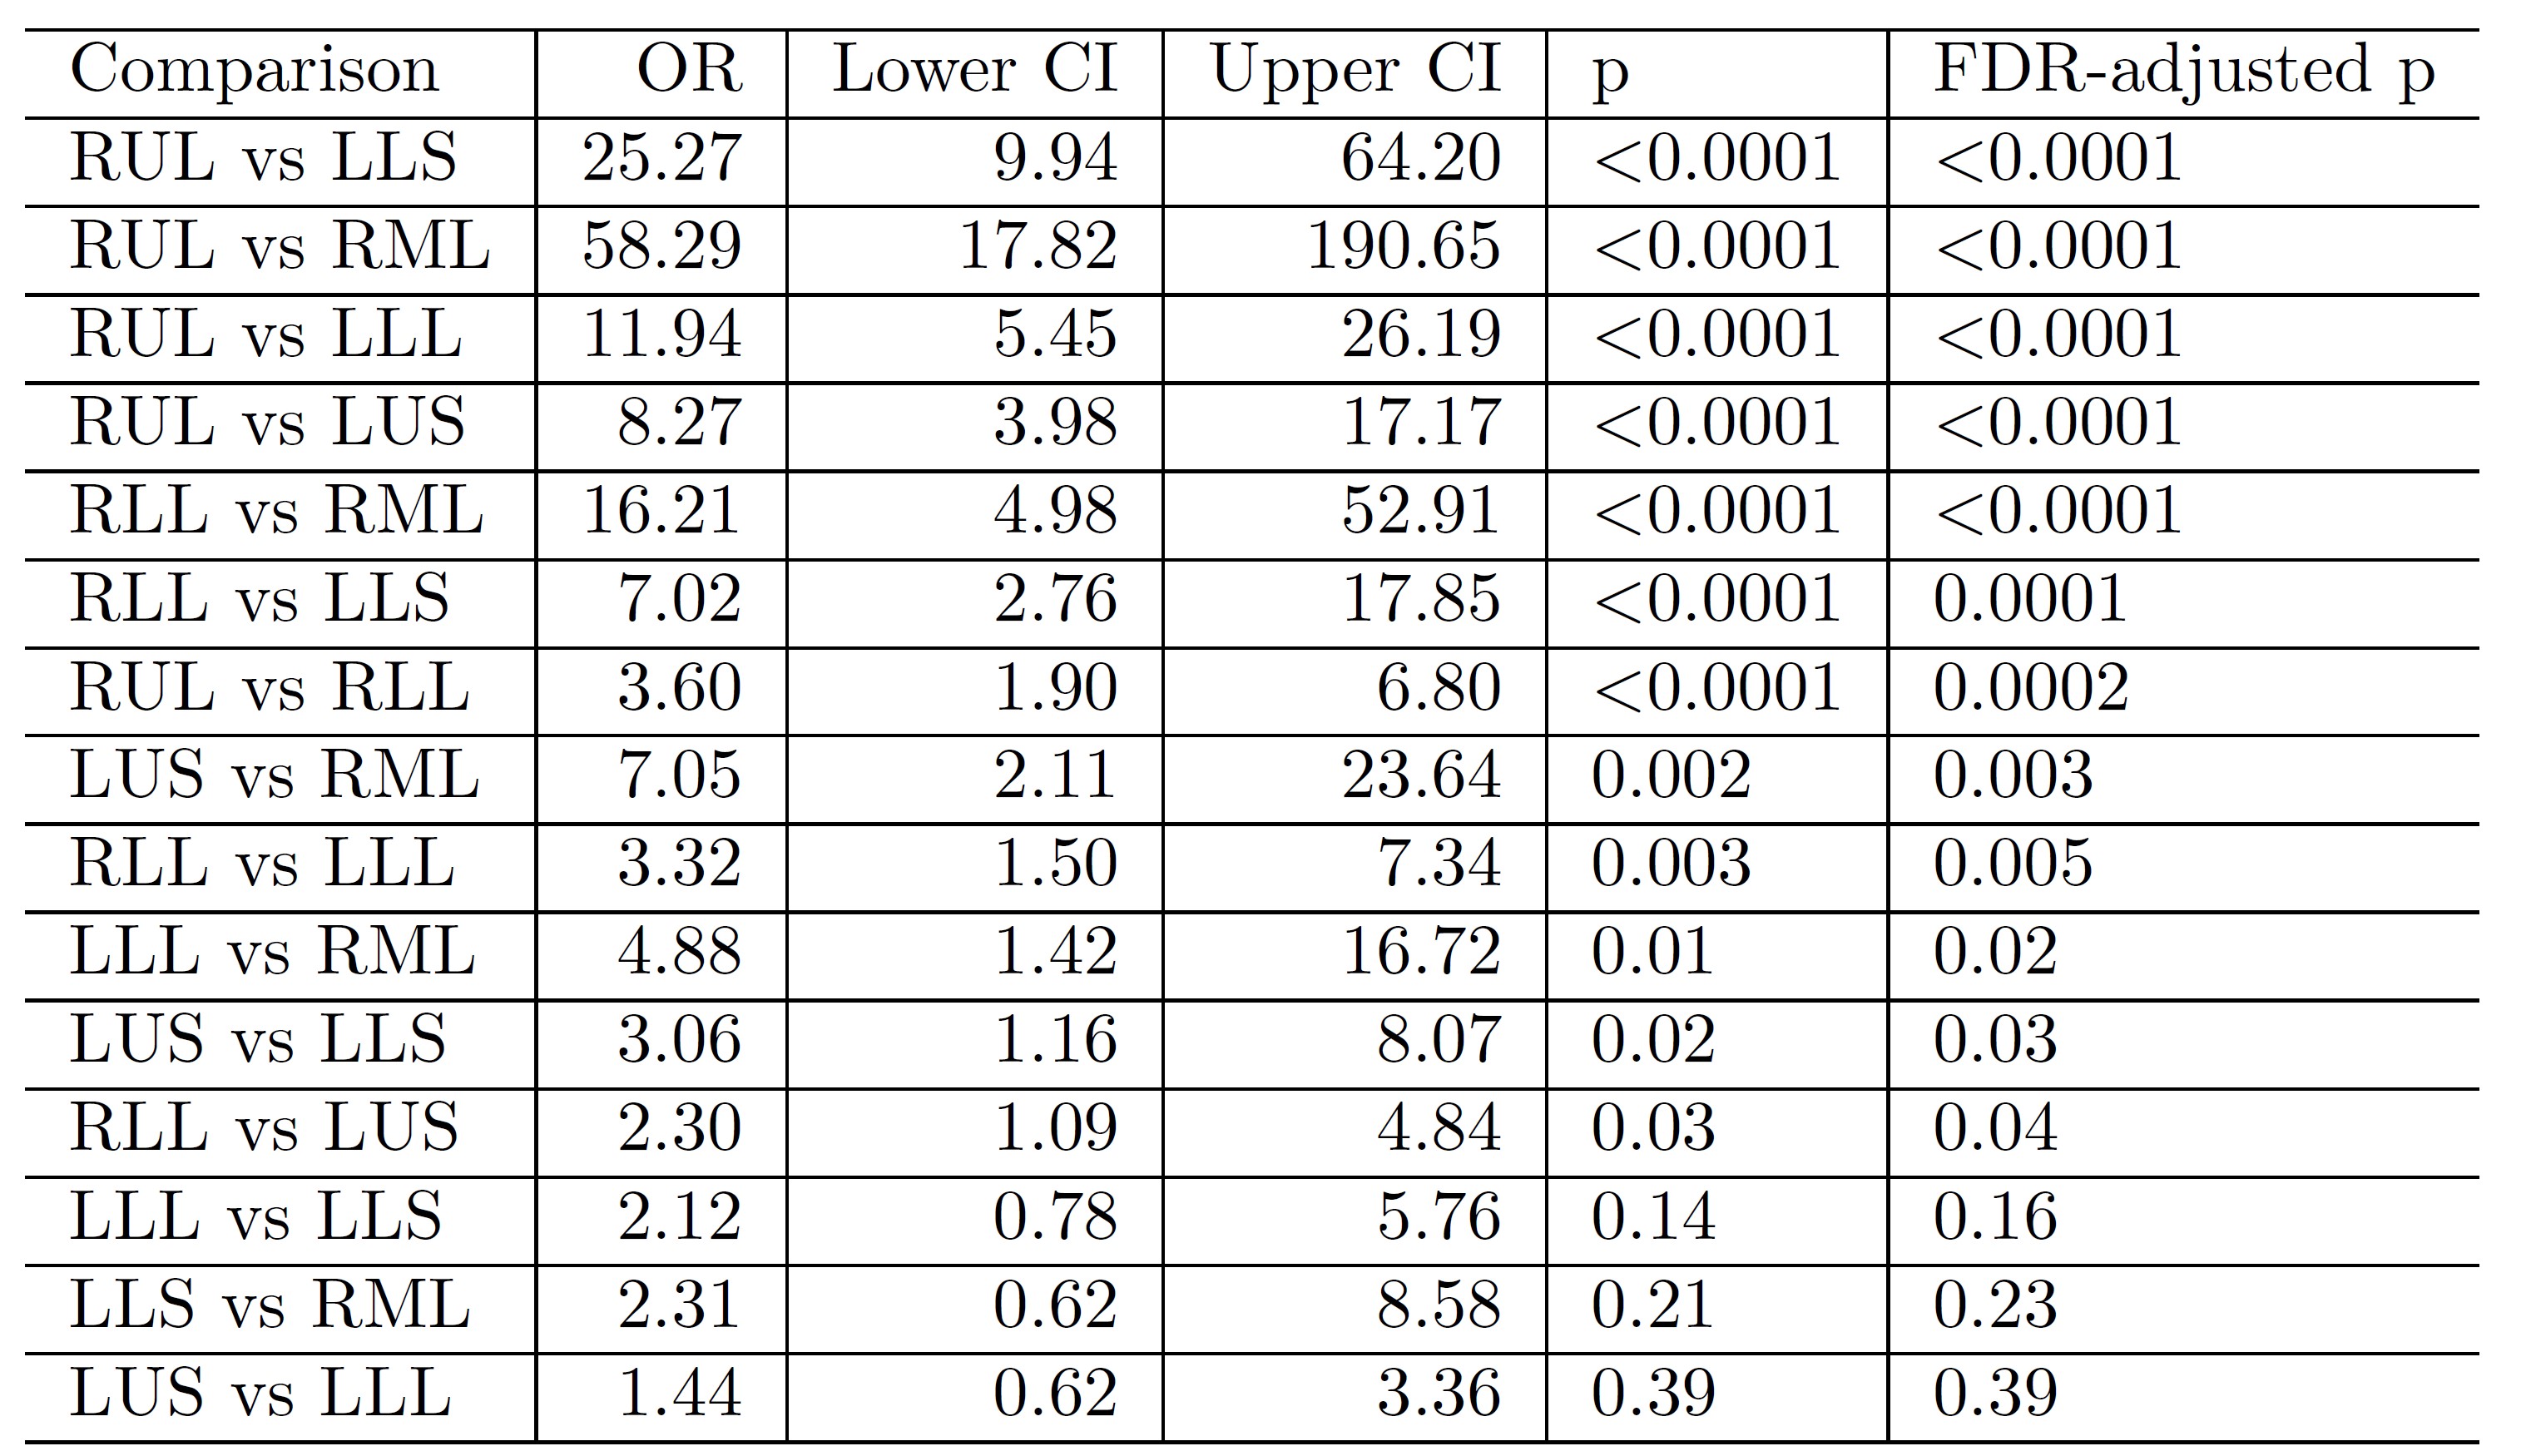 Comparison OR Lower CI Upper CI p FDR-adjusted p
RUL vs LLS 25.27 9.94 64.20 <0.0001 <0.0001
RUL vs RML 58.29 17.82 190.65 <0.0001 <0.0001
RUL vs LLL 11.94 5.45 26.19 <0.0001 <0.0001
RUL vs LUS 8.27 3.98 17.17 <0.0001 <0.0001
RLL vs RML 16.21 4.98 52.91 <0.0001 <0.0001
RLL vs LLS 7.02 2.76 17.85 <0.0001 0.0001
RUL vs RLL 3.60 1.90 6.80 <0.0001 0.0002
LUS vs RML 7.05 2.11 23.64 0.002 0.003
RLL vs LLL 3.32 1.50 7.34 0.003 0.005
LLL vs RML 4.88 1.42 16.72 0.01 0.02
LUS vs LLS 3.06 1.16 8.07 0.02 0.03
RLL vs LUS 2.30 1.09 4.84 0.03 0.04
LLL vs LLS 2.12 0.78 5.76 0.14 0.16
LLS vs RML 2.31 0.62 8.58 0.21 0.23
LUS vs LLL 1.44 0.62 3.36 0.39 0.39